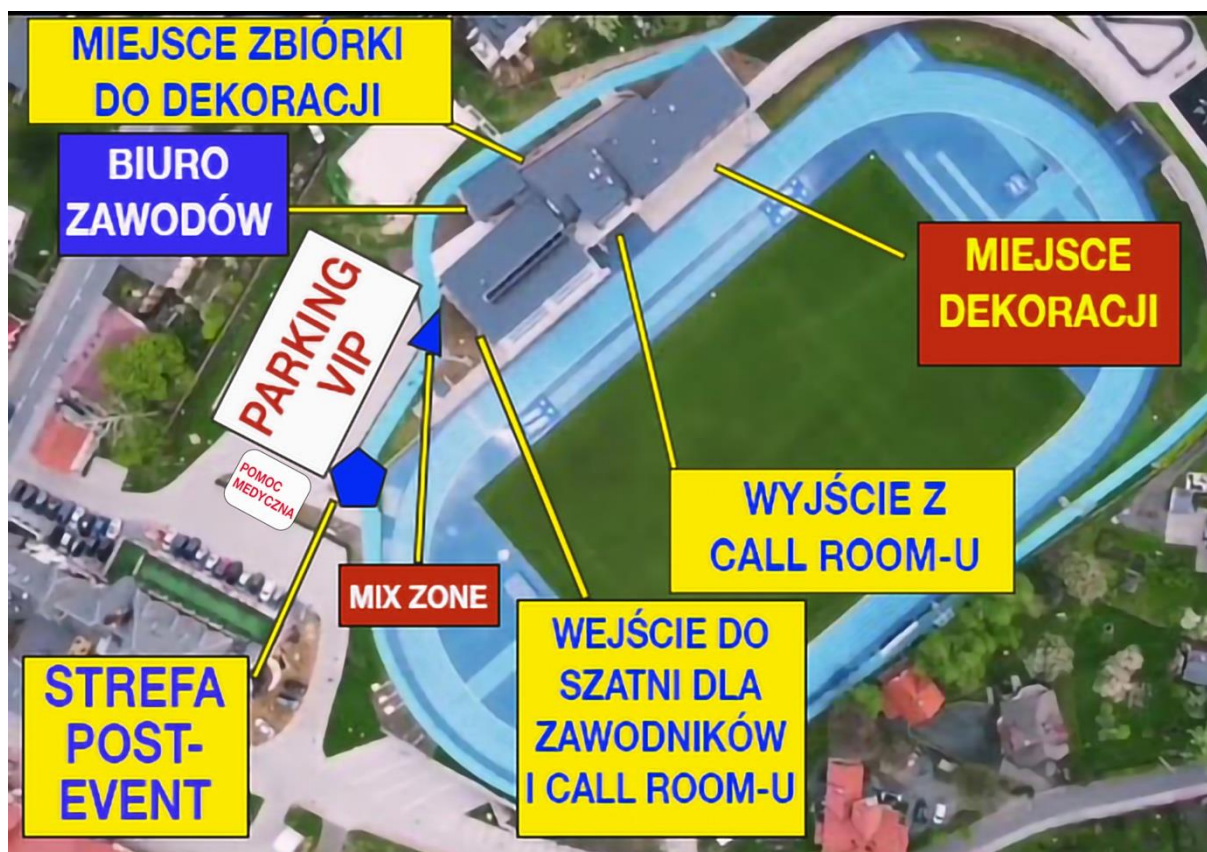 MIEJSCE ZBIÓRKI
DO DEKORACJI
BIURO
ZAWODÓW
MIEJSCE
DEKORACJI
PARKING
VIP
POMOC
MEDYCZNA
WYJŚCIE Z
CALL ROOM-U
MIX ZONE
WEJŚCIE DO
SZATNI DLA
ZAWODNIKÓW
I CALL ROOM-U
STREFA
POST-
EVENT